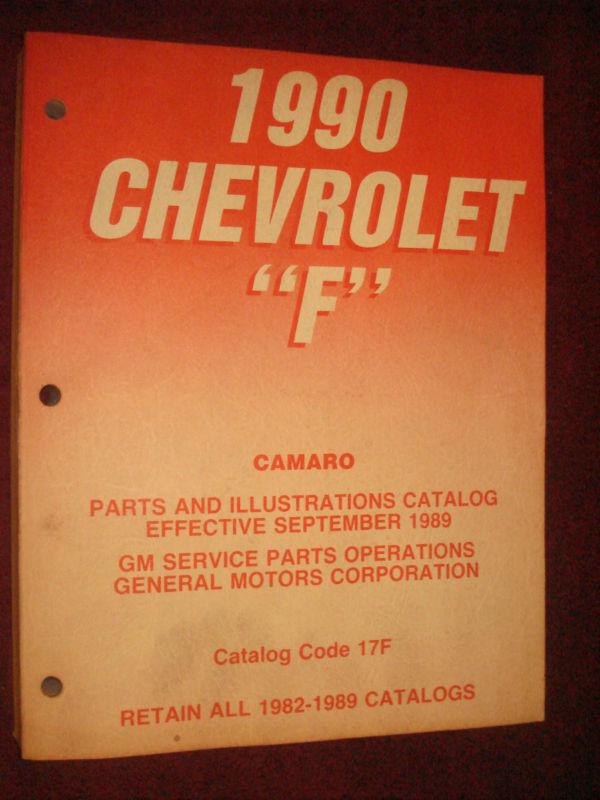 1990
CHEVROLET
“F”
CAMARO
PARTS AND ILLUSTRATIONS CATALOG
EFFECTIVE SEPTEMBER 1989
GM SERVICE PARTS OPERATIONS
GENERAL MOTORS CORPORATION
Catalog Code 17F
RETAIN ALL 1982-1989 CATALOGS